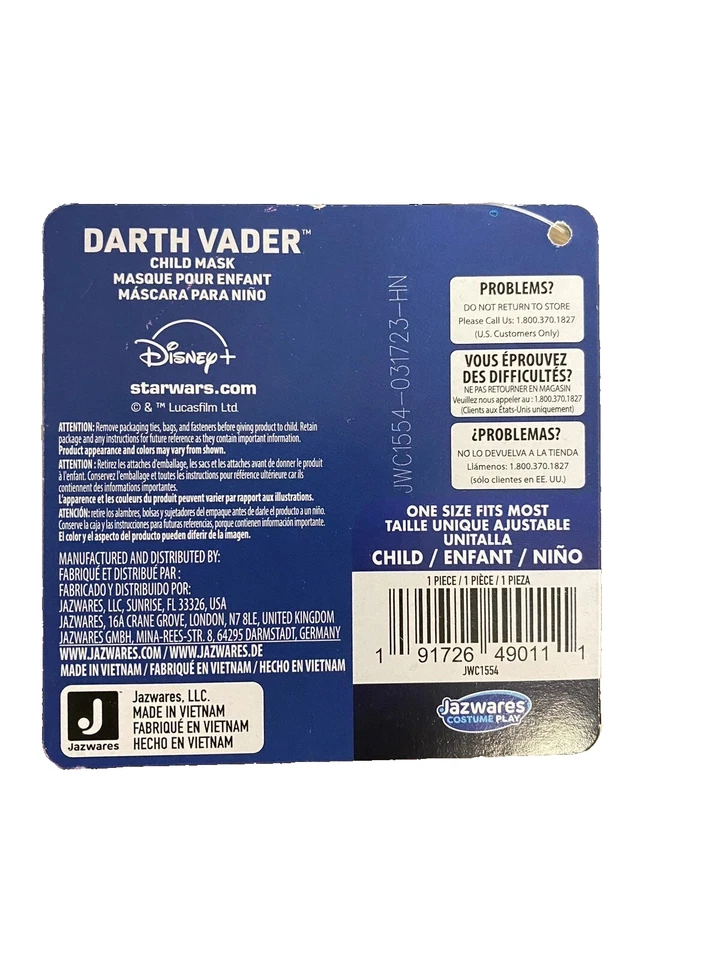 DARTH VADER™
CHILD MASK
MASQUE POUR ENFANT
MÁSCARA PARA NIÑO
Disney+
starwars.com
© & ™ Lucasfilm Ltd.
ATTENTION: Remove packaging ties, bags, and fasteners before giving product to child. Retain
package and any instructions for future reference as they contain important information.
Product appearance and colors may vary from shown.
ATTENTION : Retirez les attaches d'emballage, les sacs et les attaches avant de donner le produit
à l'enfant. Conservez l'emballage et toutes les instructions pour référence ultérieure car ils
contiennent des informations importantes.
L'apparence et les couleurs du produit peuvent varier par rapport aux illustrations.
ATENCIÓN: retire los alambres, bolsas y sujetadores del empaque antes de darle el producto a un niño.
Conserve la caja y las instrucciones para futuras referencias, porque contienen información importante.
El color y el aspecto del producto pueden diferir de la imagen.
MANUFACTURED AND DISTRIBUTED BY:
FABRIQUÉ ET DISTRIBUÉ PAR :
FABRICADO Y DISTRIBUIDO POR:
JAZWARES, LLC, SUNRISE, FL 33326, USA
JAZWARES, 16A CRANE GROVE, LONDON, N7 8LE, UNITED KINGDOM
JAZWARES GMBH, MINA-REES-STR. 8, 64295 DARMSTADT, GERMANY
WWW.JAZWARES.COM / WWW.JAZWARES.DE
MADE IN VIETNAM / FABRIQUÉ EN VIETNAM / HECHO EN VIETNAM
J
Jazwares
Jazwares, LLC.
MADE IN VIETNAM
FABRIQUÉ EN VIETNAM
HECHO EN VIETNAM
JWC1554-031723-HN
PROBLEMS?
DO NOT RETURN TO STORE
Please Call Us: 1.800.370.1827
(U.S. Customers Only)
VOUS ÉPROUVEZ
DES DIFFICULTÉS?
NE PAS RETOURNER EN MAGASIN
Veuillez nous appeler au : 1.800.370.1827
(Clients aux États-Unis uniquement)
¿PROBLEMAS?
NO LO DEVUELVA A LA TIENDA
Llámenos: 1.800.370.1827
(sólo clientes en EE. UU.)
ONE SIZE FITS MOST
TAILLE UNIQUE AJUSTABLE
UNITALLA
CHILD / ENFANT / NIÑO
1 PIECE / 1 PIÈCE / 1 PIEZA
1 91726 49011 1
JWC1554
Jazwares
COSTUME PLAY